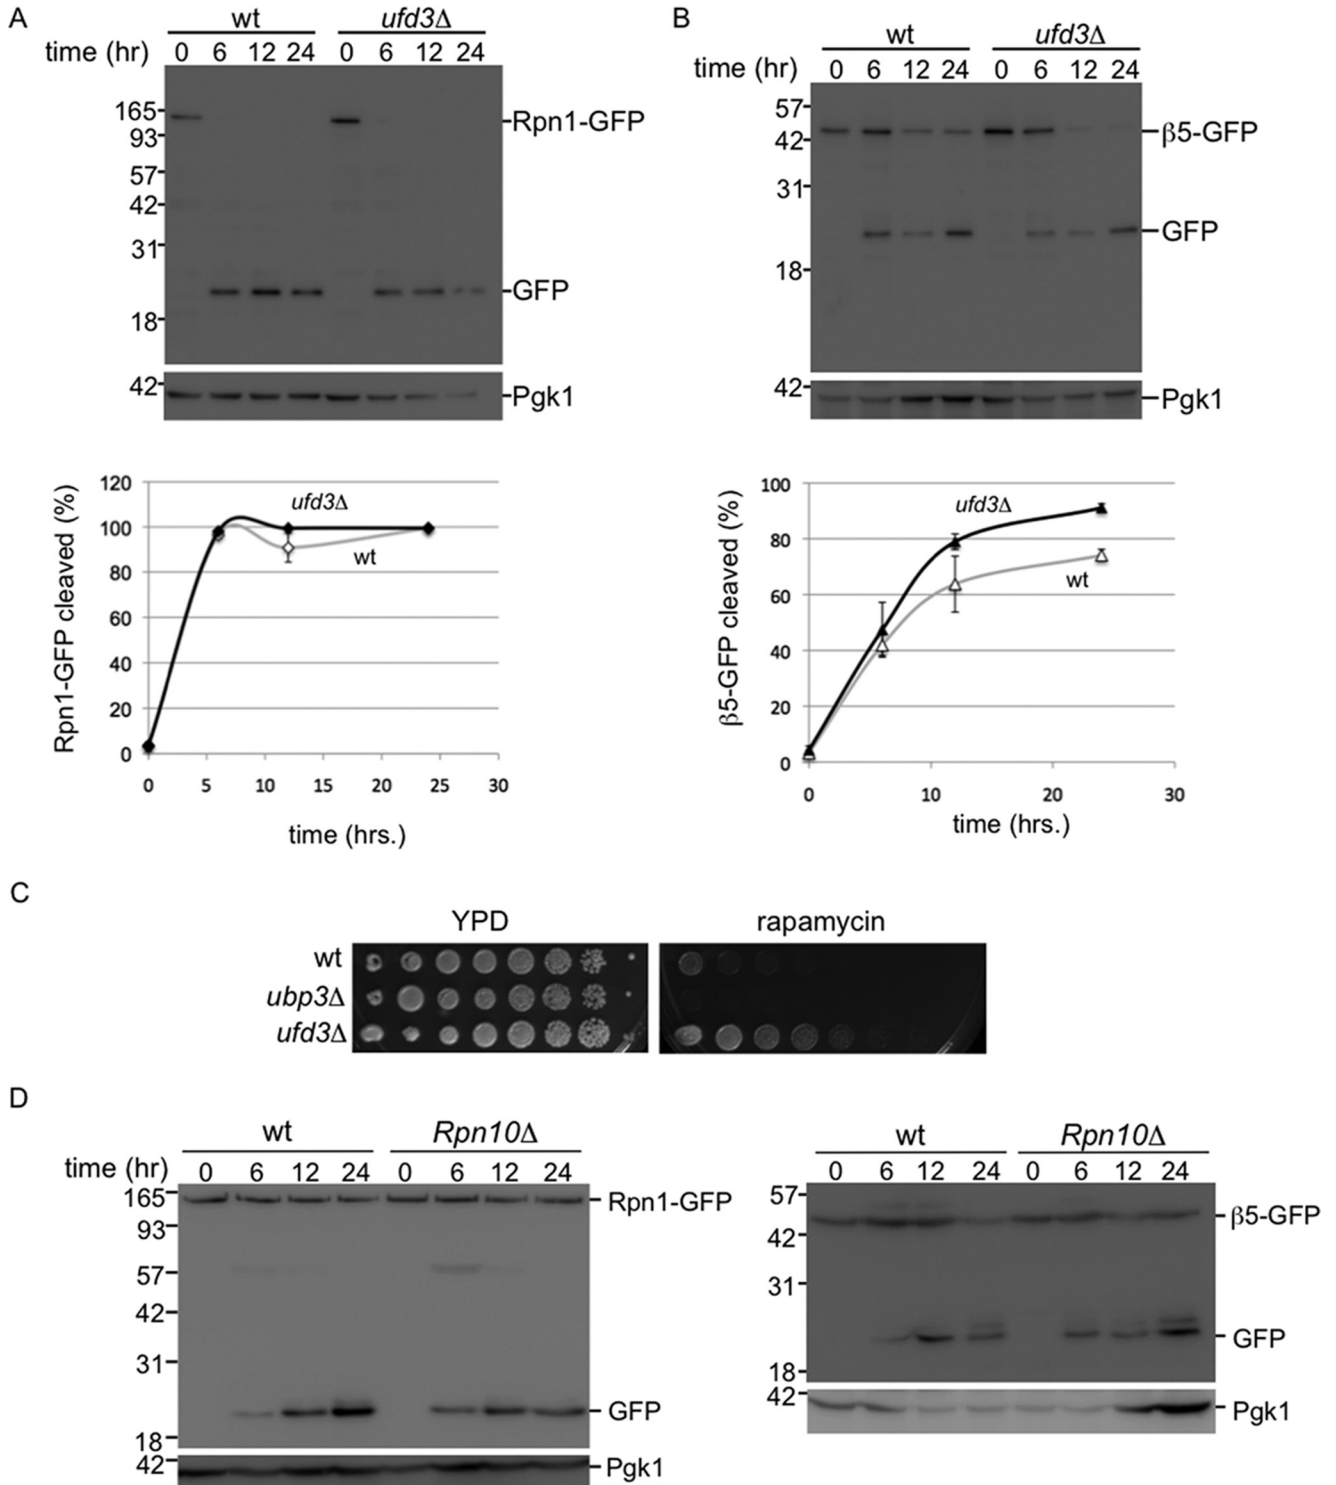 A
wt ufd3Δ
time (hr) 0 6 12 24 0 6 12 24
165
93
57
42
31
18
Rpn1-GFP
GFP
42
Pgk1
Rpn1-GFP cleaved (%)
120
100
80
60
40
20
0
ufd3Δ
wt
0 5 10 15 20 25 30
time (hrs.)
B
wt ufd3Δ
time (hr) 0 6 12 24 0 6 12 24
57
42
31
18
β5-GFP
GFP
42
Pgk1
β5-GFP cleaved (%)
100
80
60
40
20
0
ufd3Δ
wt
0 10 20 30
time (hrs.)
C
YPD rapamycin
wt
ubp3Δ
ufd3Δ
D
wt Rpn10Δ
time (hr) 0 6 12 24 0 6 12 24
165
93
57
42
31
18
Rpn1-GFP
GFP
42
Pgk1
wt Rpn10Δ
0 6 12 24 0 6 12 24
57
42
31
18
β5-GFP
GFP
42
Pgk1